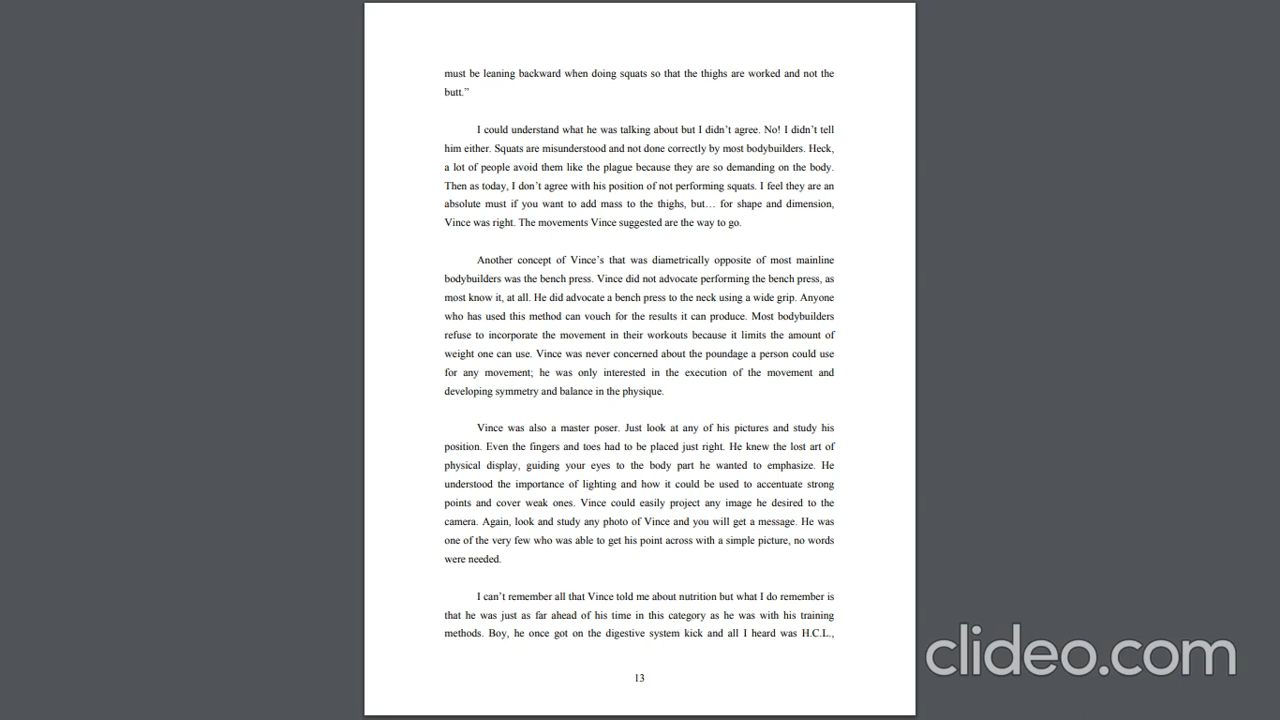 must be leaning backward when doing squats so that the thighs are worked and not the
butt.”
I could understand what he was talking about but I didn’t agree. No! I didn’t tell
him either. Squats are misunderstood and not done correctly by most bodybuilders. Heck,
a lot of people avoid them like the plague because they are so demanding on the body.
Then as today, I don’t agree with his position of not performing squats. I feel they are an
absolute must if you want to add mass to the thighs, but… for shape and dimension,
Vince was right. The movements Vince suggested are the way to go.
Another concept of Vince’s that was diametrically opposite of most mainline
bodybuilders was the bench press. Vince did not advocate performing the bench press, as
most know it, at all. He did advocate a bench press to the neck using a wide grip. Anyone
who has used this method can vouch for the results it can produce. Most bodybuilders
refuse to incorporate the movement in their workouts because it limits the amount of
weight one can use. Vince was never concerned about the poundage a person could use
for any movement; he was only interested in the execution of the movement and
developing symmetry and balance in the physique.
Vince was also a master poser. Just look at any of his pictures and study his
position. Even the fingers and toes had to be placed just right. He knew the lost art of
physical display, guiding your eyes to the body part he wanted to emphasize. He
understood the importance of lighting and how it could be used to accentuate strong
points and cover weak ones. Vince could easily project any image he desired to the
camera. Again, look and study any photo of Vince and you will get a message. He was
one of the very few who was able to get his point across with a simple picture, no words
were needed.
I can’t remember all that Vince told me about nutrition but what I do remember is
that he was just as far ahead of his time in this category as he was with his training
methods. Boy, he once got on the digestive system kick and all I heard was H.C.L.,
13
clideo.com